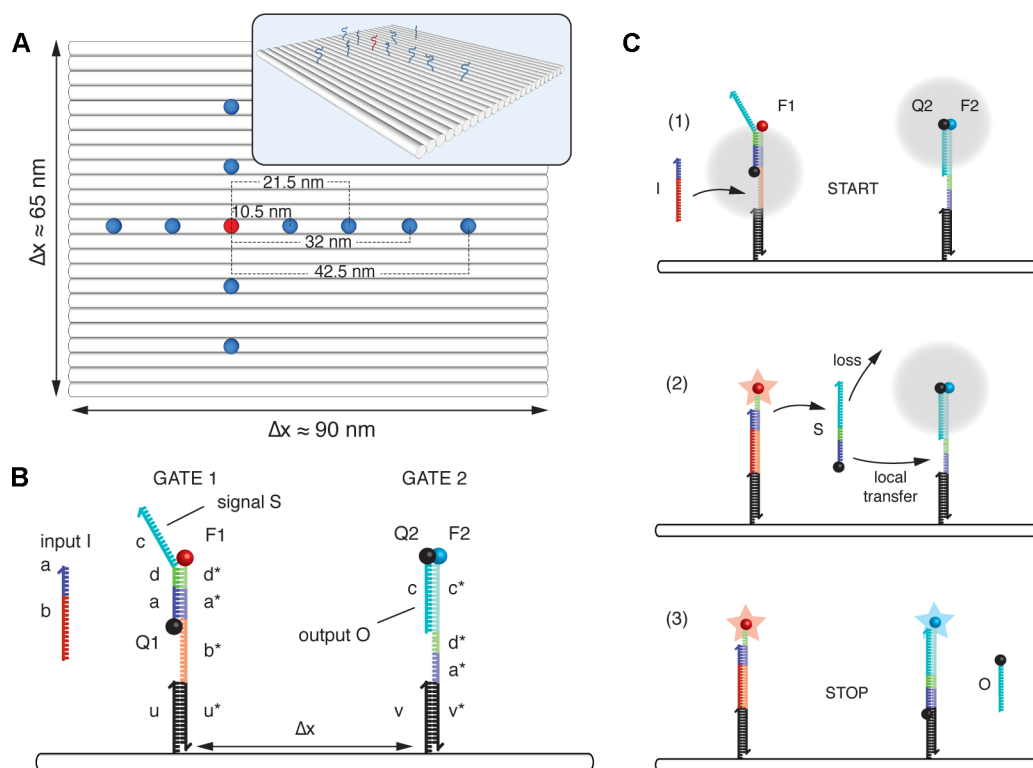 A
Δx ≈ 65 nm
21.5 nm
10.5 nm
32 nm
42.5 nm
Δx ≈ 90 nm
B
GATE 1
GATE 2
signal S
input I
a
b
c
F1
d
d*
a
a*
Q1
b*
u
u*
Q2
F2
c
c*
output O
d*
a*
v
v*
Δx
C
(1)
F1
I
START
Q2
F2
(2)
loss
S
local
transfer
(3)
STOP
O